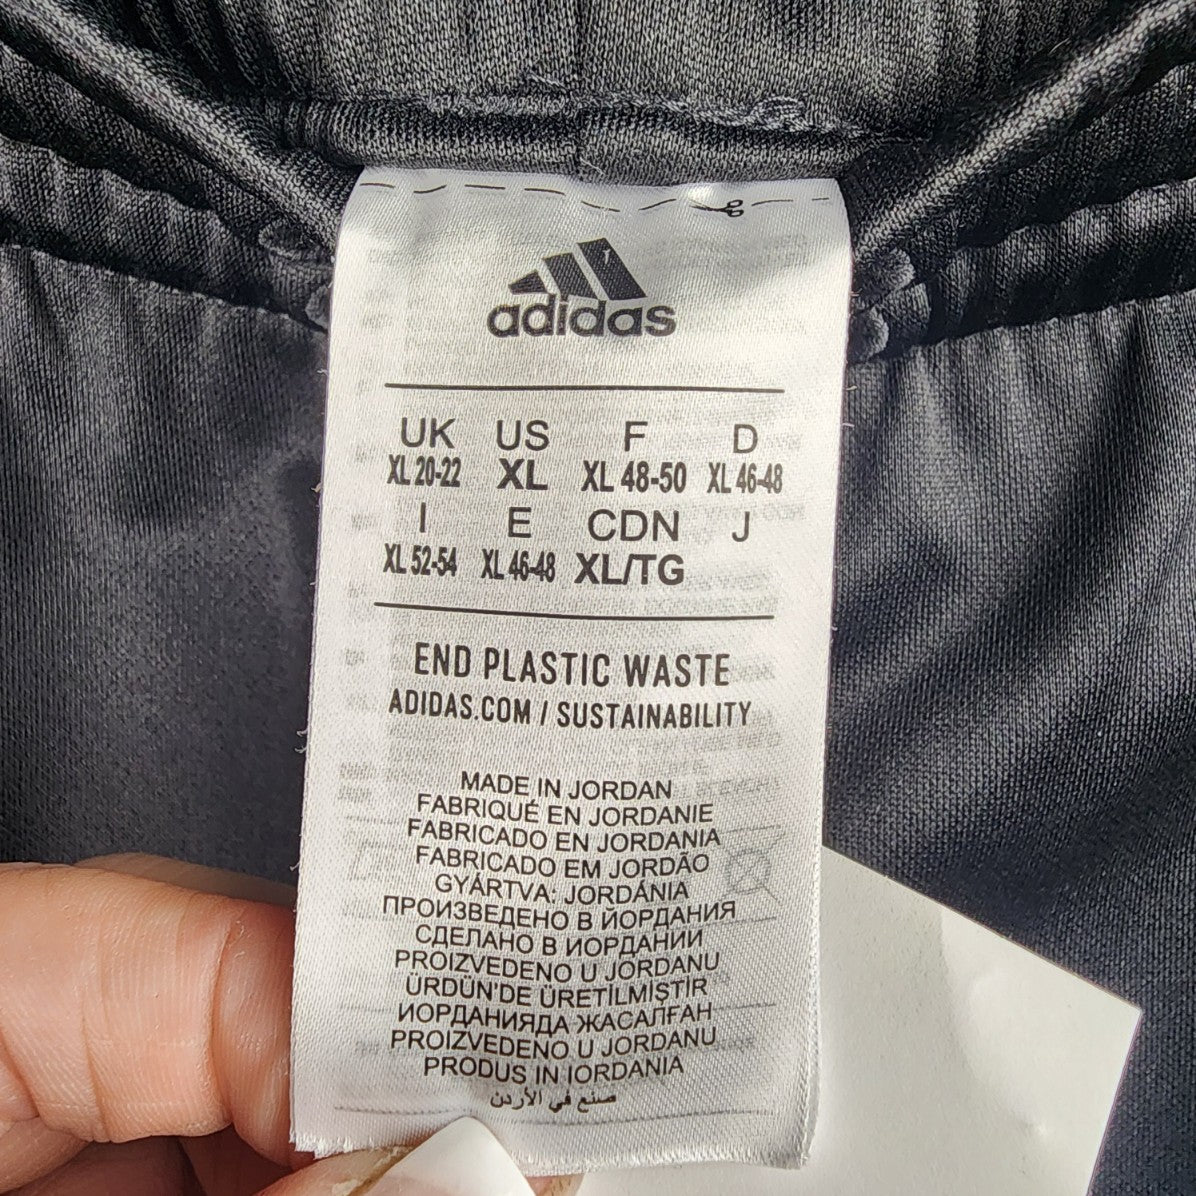 adidas
UK US F D
XL 20-22 XL XL 48-50 XL 46-48
I E CDN J
XL 52-54 XL 46-48 XL/TG
END PLASTIC WASTE
ADIDAS.COM / SUSTAINABILITY
MADE IN JORDAN
FABRIQUÉ EN JORDANIE
FABRICADO EN JORDANIA
FABRICADO EM JORDÃO
GYÁRTVA: JORDÁNIA
ПРОИЗВЕДЕНО В ЙОРДАНИЯ
СДЕЛАНО В ИОРДАНИИ
PROIZVEDENO U JORDANU
ÜRDÜN'DE ÜRETİLMİŞTİR
ИОРДАНИЯДА ЖАСАЛҒАН
PROIZVEDENO U JORDANU
PRODUS IN IORDANIA
صنع في الأردن